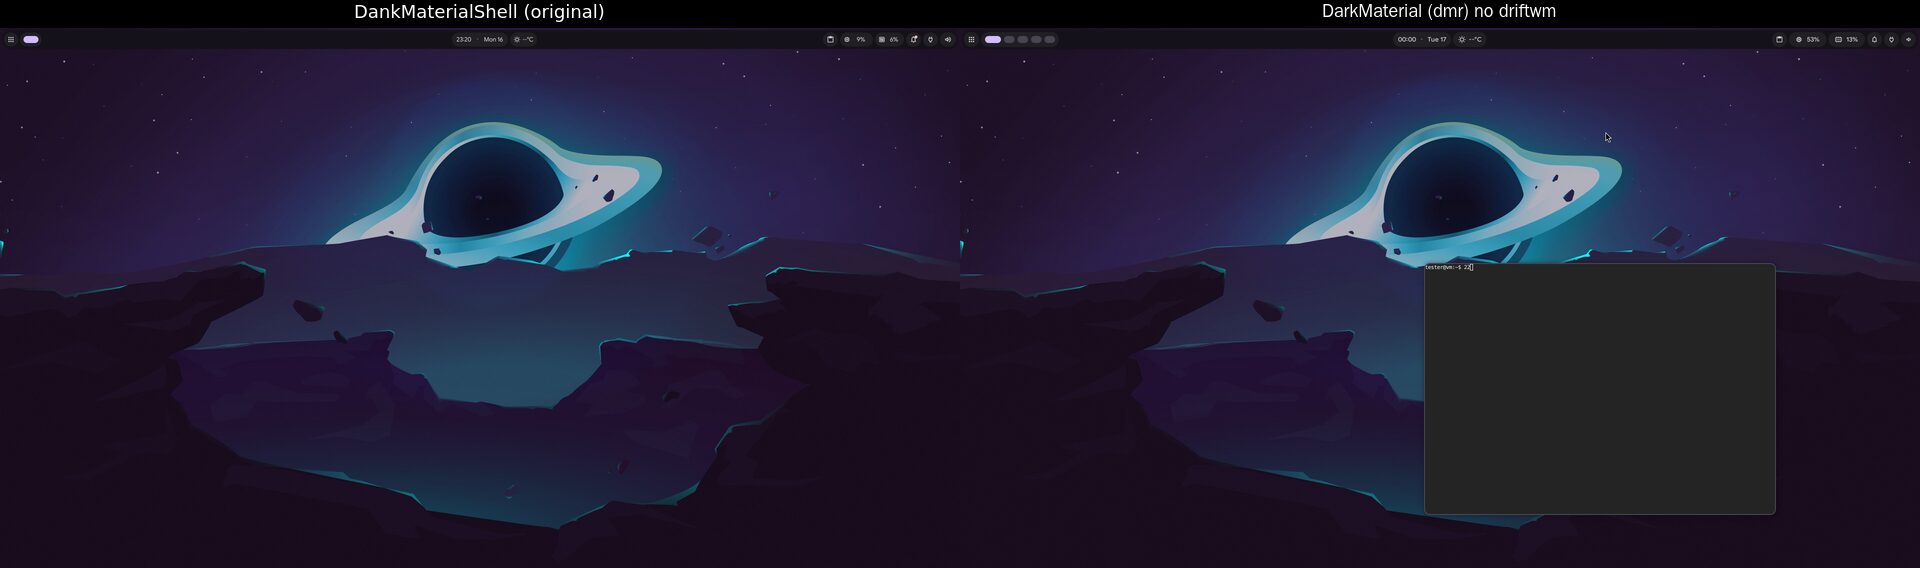 DankMaterialShell (original)
DarkMaterial (dmr) no driftwm
23:20 · Mon 16 --°C
9% 6%
00:00 · Tue 17 --°C
53% 13%
tester@vm:~$ 22